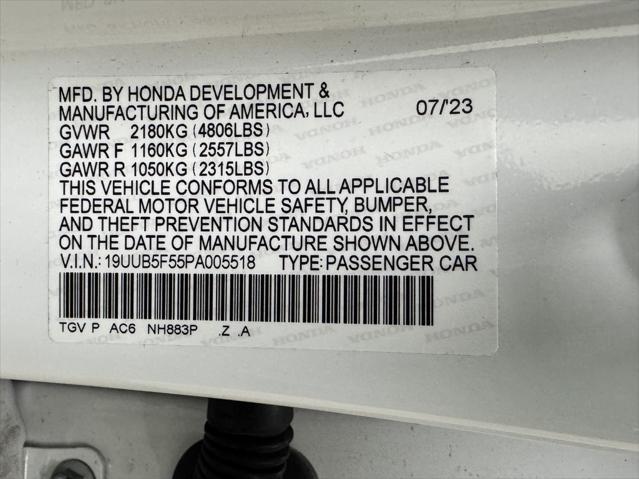 MFD. BY HONDA DEVELOPMENT &
MANUFACTURING OF AMERICA, LLC 07/'23
GVWR 2180KG (4806LBS)
GAWR F 1160KG (2557LBS)
GAWR R 1050KG (2315LBS)
THIS VEHICLE CONFORMS TO ALL APPLICABLE
FEDERAL MOTOR VEHICLE SAFETY, BUMPER,
AND THEFT PREVENTION STANDARDS IN EFFECT
ON THE DATE OF MANUFACTURE SHOWN ABOVE.
V.I.N.: 19UUB5F55PA005518 TYPE: PASSENGER CAR
TGV P AC6 NH883P .Z .A